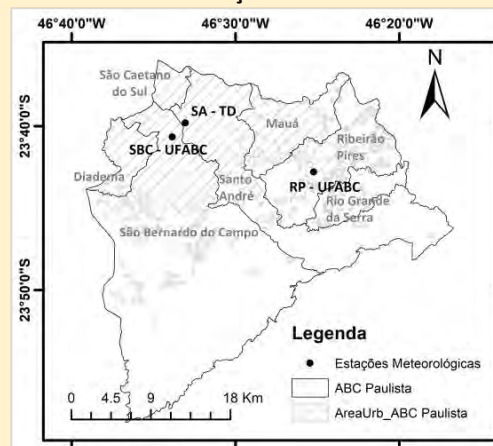 46°40'0"W 46°30'0"W 46°20'0"W
N
São Caetano
do Sul
23°40'0"S
SA - TD
Mauá
SBC - UFABC
Ribeirão
Pires
Diadema
Santo
André
RP - UFABC
Rio Grande
da Serra
São Bernardo do Campo
23°50'0"S
Legenda
Estações Meteorológicas
ABC Paulista
AreaUrb_ABC Paulista
0 4.5 9 18 Km